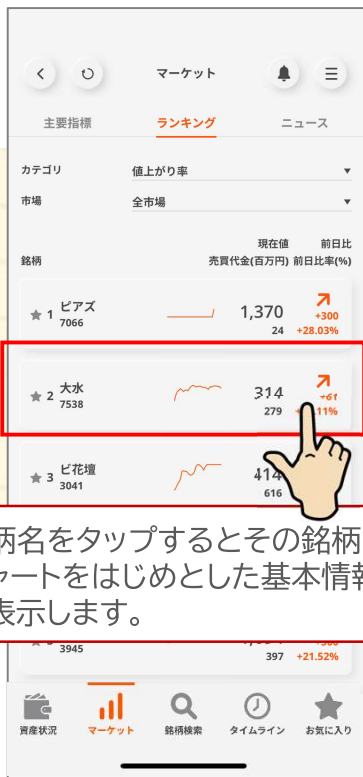 マーケット
主要指標 ランキング ニュース
カテゴリ 値上がり率
市場 全市場
現在値 前日比
銘柄 売買代金(百万円) 前日比率(%)
1 ピアズ 1,370 +300
7066 24 +28.03%
2 大水 314 +61
7538 279
3 ビ花壇 414
3041 616
柄名をタップするとその銘柄
ャートをはじめとした基本情報
表示します。
3945 397 +21.52%
資産状況 マーケット 銘柄検索 タイムライン お気に入り